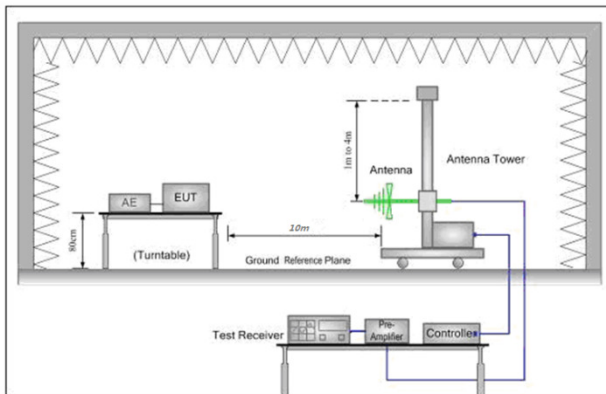 1m to 4m
Antenna
Antenna Tower
AE
EUT
80cm
(Turntable)
10m
Ground Reference Plane
Test Receiver
Pre-
Amplifier
Controller